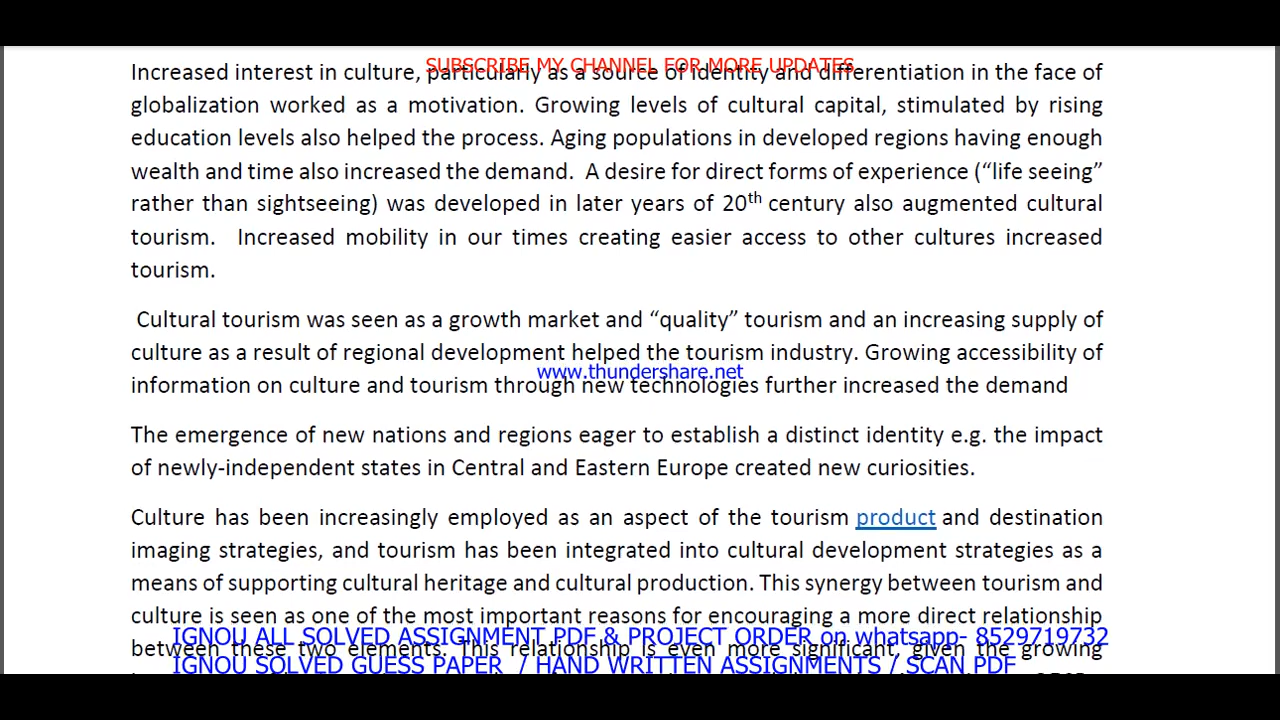 SUBSCRIBE MY CHANNEL FOR MORE UPDATES
Increased interest in culture, particularly as a source of identity and differentiation in the face of
globalization worked as a motivation. Growing levels of cultural capital, stimulated by rising
education levels also helped the process. Aging populations in developed regions having enough
wealth and time also increased the demand. A desire for direct forms of experience (“life seeing”
rather than sightseeing) was developed in later years of 20th century also augmented cultural
tourism. Increased mobility in our times creating easier access to other cultures increased
tourism.
Cultural tourism was seen as a growth market and “quality” tourism and an increasing supply of
culture as a result of regional development helped the tourism industry. Growing accessibility of
www.thundershare.net
information on culture and tourism through new technologies further increased the demand
The emergence of new nations and regions eager to establish a distinct identity e.g. the impact
of newly-independent states in Central and Eastern Europe created new curiosities.
Culture has been increasingly employed as an aspect of the tourism product and destination
imaging strategies, and tourism has been integrated into cultural development strategies as a
means of supporting cultural heritage and cultural production. This synergy between tourism and
culture is seen as one of the most important reasons for encouraging a more direct relationship
IGNOU ALL SOLVED ASSIGNMENT PDF & PROJECT ORDER on whatsapp- 8529719732
between these two elements. This relationship is even more significant, given the growing
IGNOU SOLVED GUESS PAPER / HAND WRITTEN ASSIGNMENTS / SCAN PDF